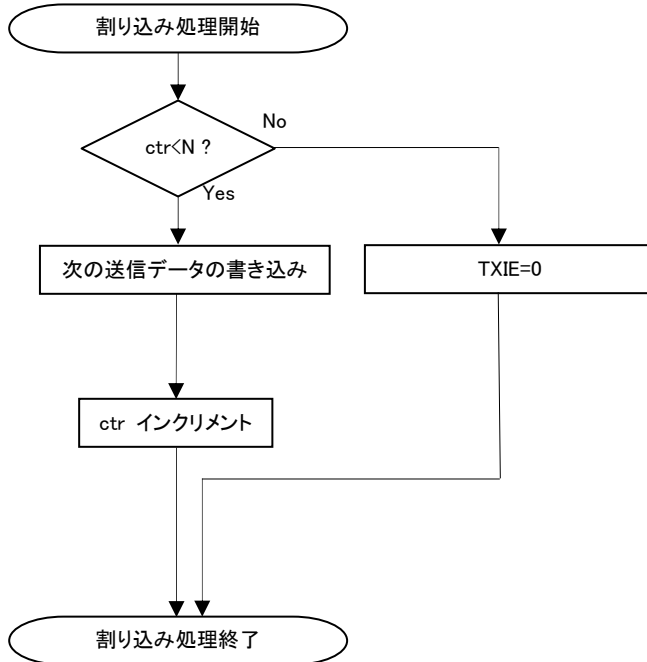 割り込み処理開始
No
ctr<N ?
Yes
次の送信データの書き込み
TXIE=0
ctr インクリメント
割り込み処理終了